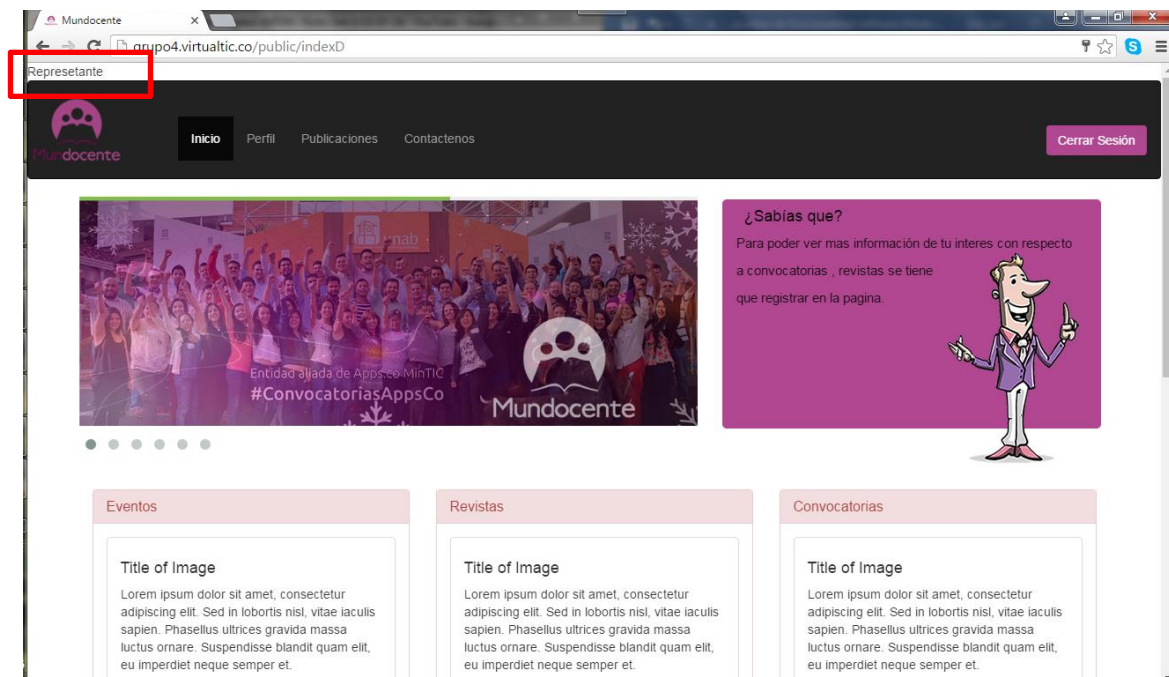 Mundocente
grupo4.virtualtic.co/public/indexD
Represetante
Mundocente
Inicio Perfil Publicaciones Contactenos
Cerrar Sesión
Entidad aliada de Apps.co MinTIC
#ConvocatoriasAppsCo
Mundocente
¿Sabías que?
Para poder ver mas información de tu interes con respecto
a convocatorias , revistas se tiene
que registrar en la pagina.
Eventos
Title of Image
Lorem ipsum dolor sit amet, consectetur
adipiscing elit. Sed in lobortis nisl, vitae iaculis
sapien. Phasellus ultrices gravida massa
luctus ornare. Suspendisse blandit quam elit,
eu imperdiet neque semper et.
Revistas
Title of Image
Lorem ipsum dolor sit amet, consectetur
adipiscing elit. Sed in lobortis nisl, vitae iaculis
sapien. Phasellus ultrices gravida massa
luctus ornare. Suspendisse blandit quam elit,
eu imperdiet neque semper et.
Convocatorias
Title of Image
Lorem ipsum dolor sit amet, consectetur
adipiscing elit. Sed in lobortis nisl, vitae iaculis
sapien. Phasellus ultrices gravida massa
luctus ornare. Suspendisse blandit quam elit,
eu imperdiet neque semper et.